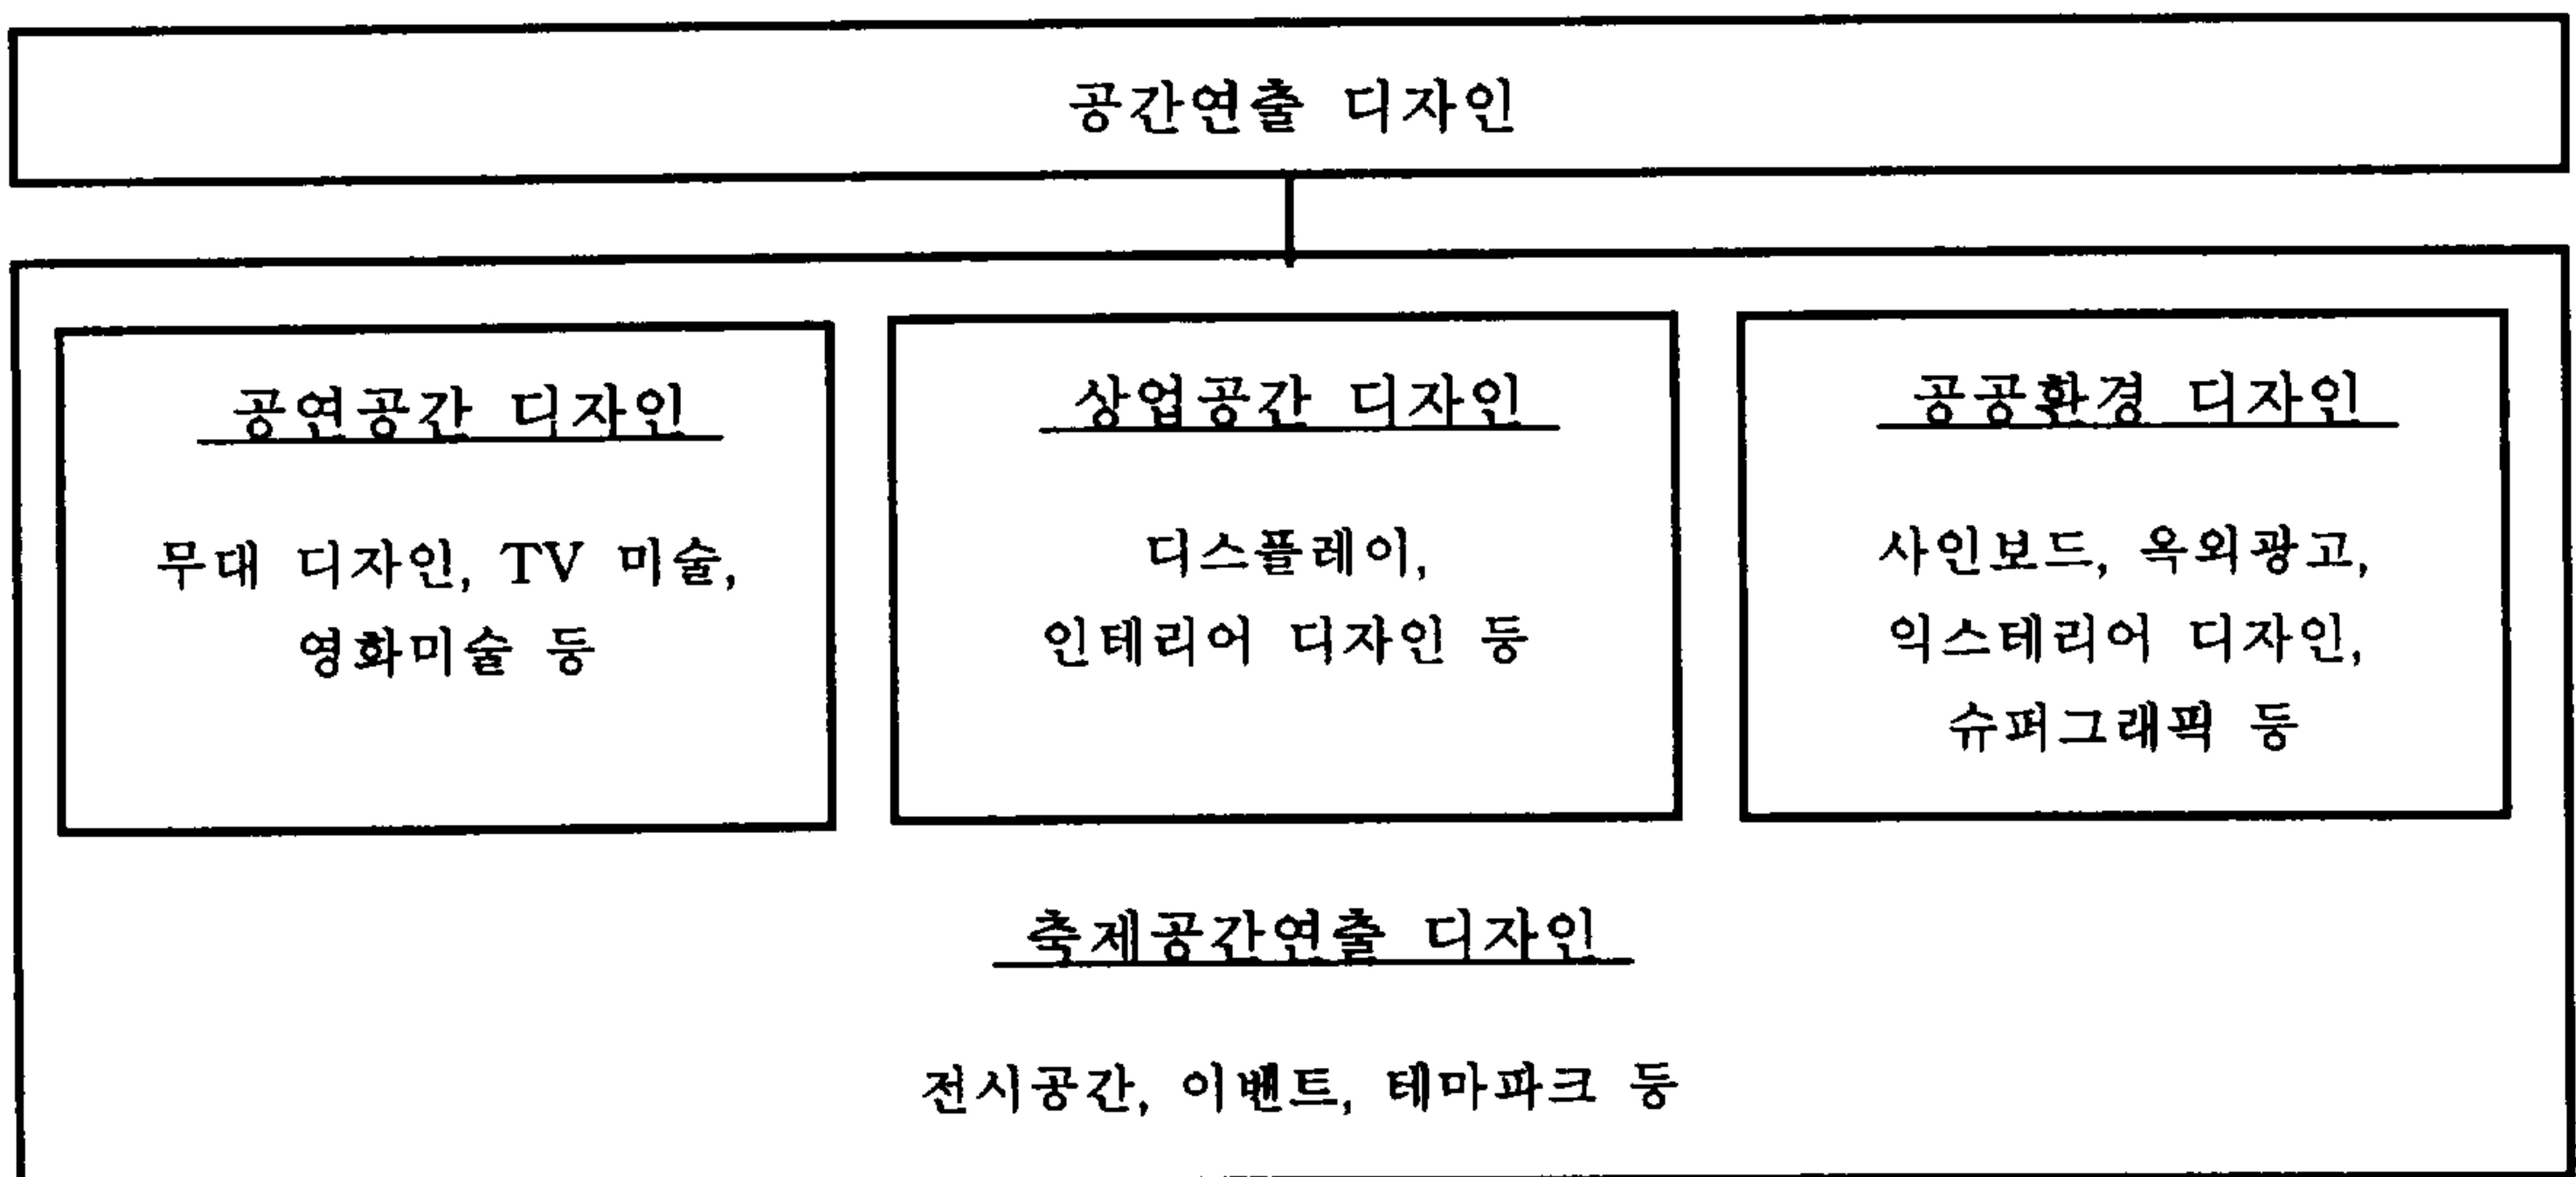 공간연출 디자인
공연공간 디자인
무대 디자인, TV 미술,
영화미술 등
상업공간 디자인
디스플레이,
인테리어 디자인 등
공공환경 디자인
사인보드, 옥외광고,
익스테리어 디자인,
슈퍼그래픽 등
축제공간연출 디자인
전시공간, 이벤트, 테마파크 등